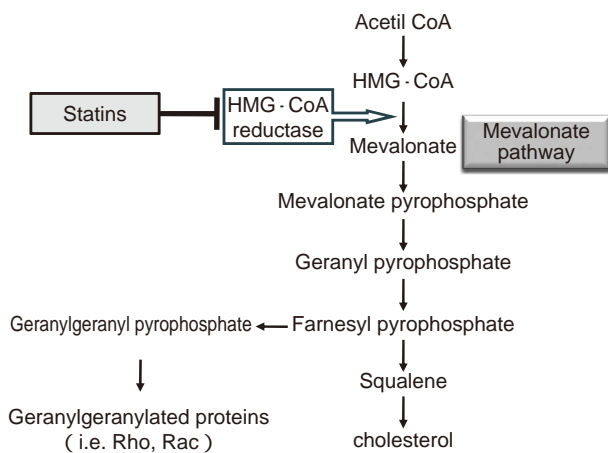 Acetil CoA
HMG·CoA
Statins
HMG·CoA
reductase
Mevalonate
Mevalonate
pathway
Mevalonate pyrophosphate
Geranyl pyrophosphate
Geranylgeranyl pyrophosphate
Farnesyl pyrophosphate
Squalene
Geranylgeranylated proteins
( i.e. Rho, Rac )
cholesterol